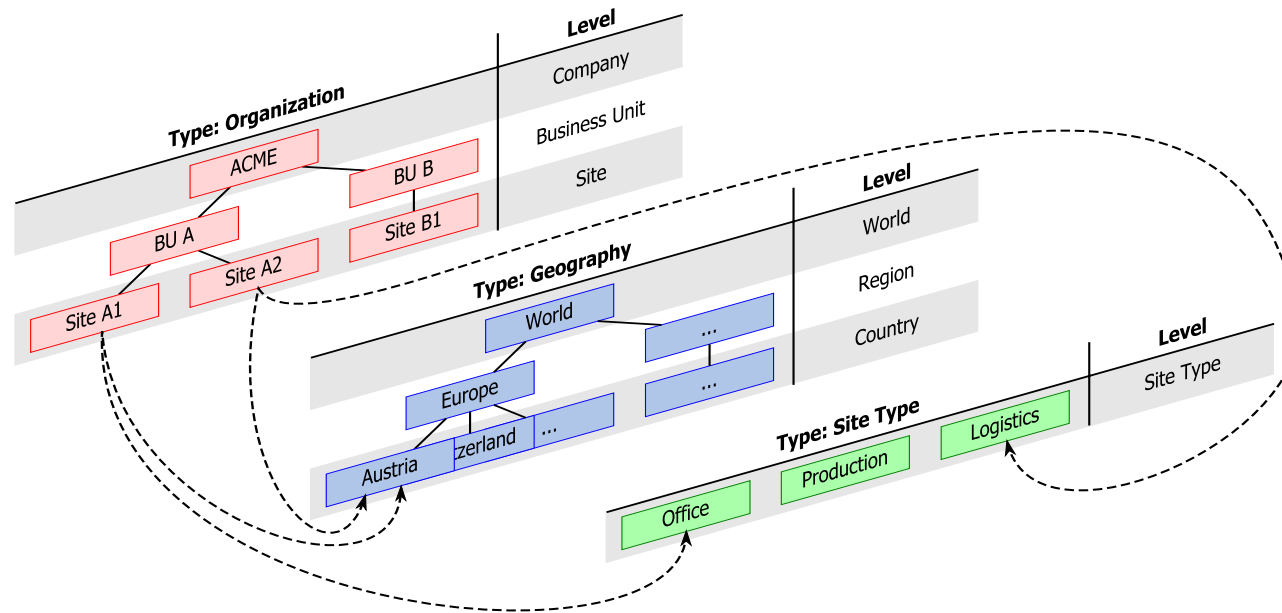 Type: Organization
Level
Company
Business Unit
Site
ACME
BU B
BU A
Site B1
Site A2
Site A1
Type: Geography
Level
World
Region
Country
World
...
Europe
...
Austria
zerland
...
Type: Site Type
Level
Site Type
Logistics
Production
Office